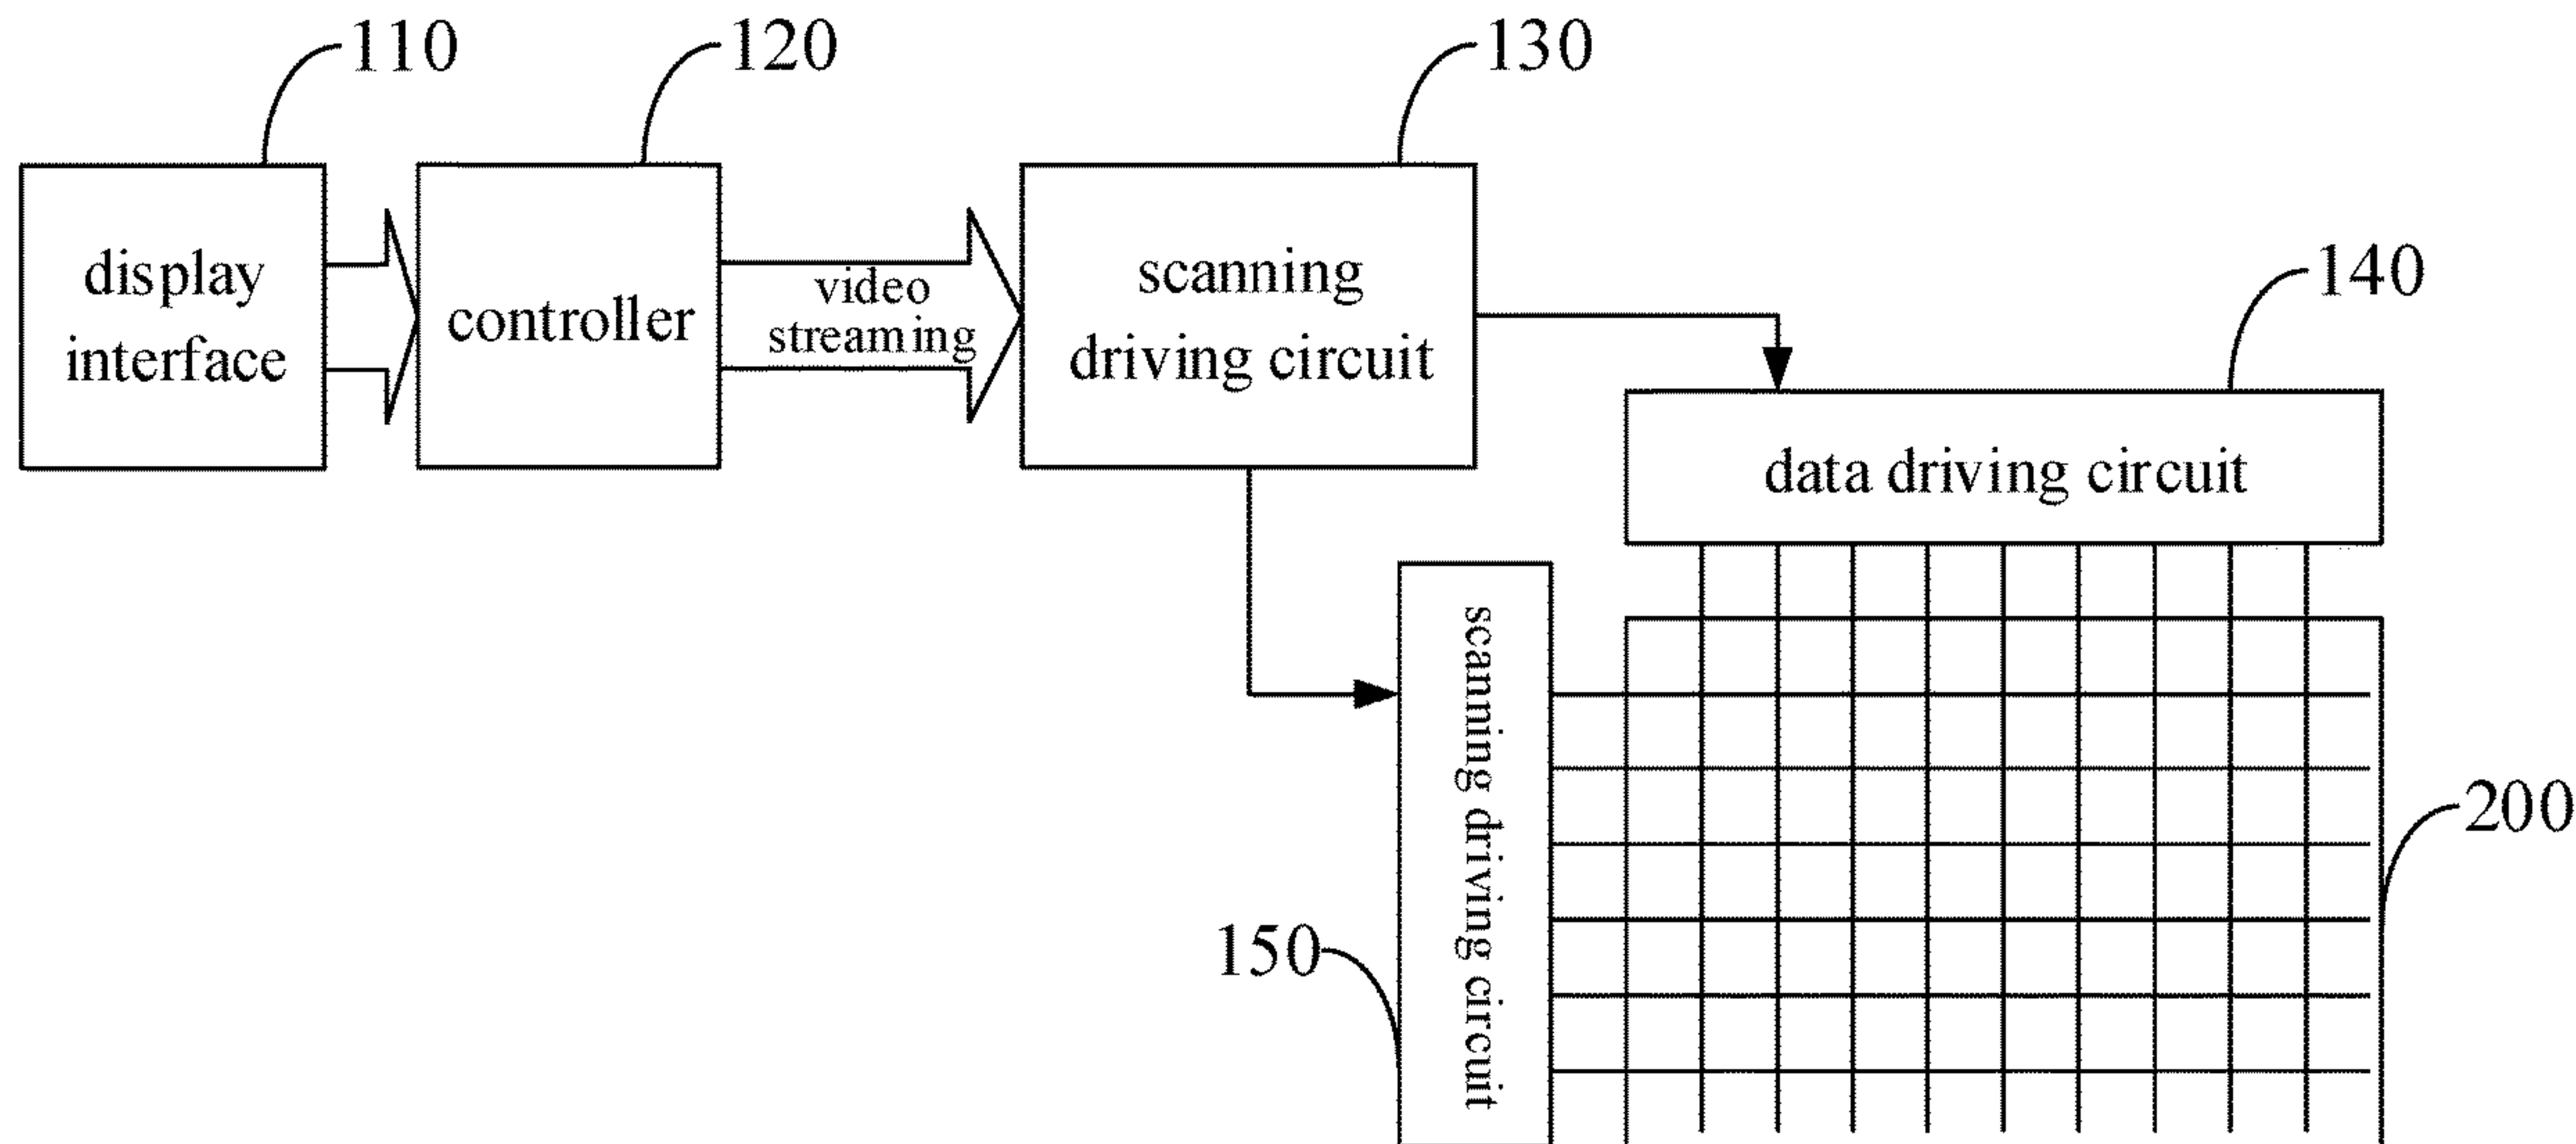 110
120
130
display
interface
controller
video
streaming
scanning
driving circuit
140
data driving circuit
scanning driving circuit
200
150